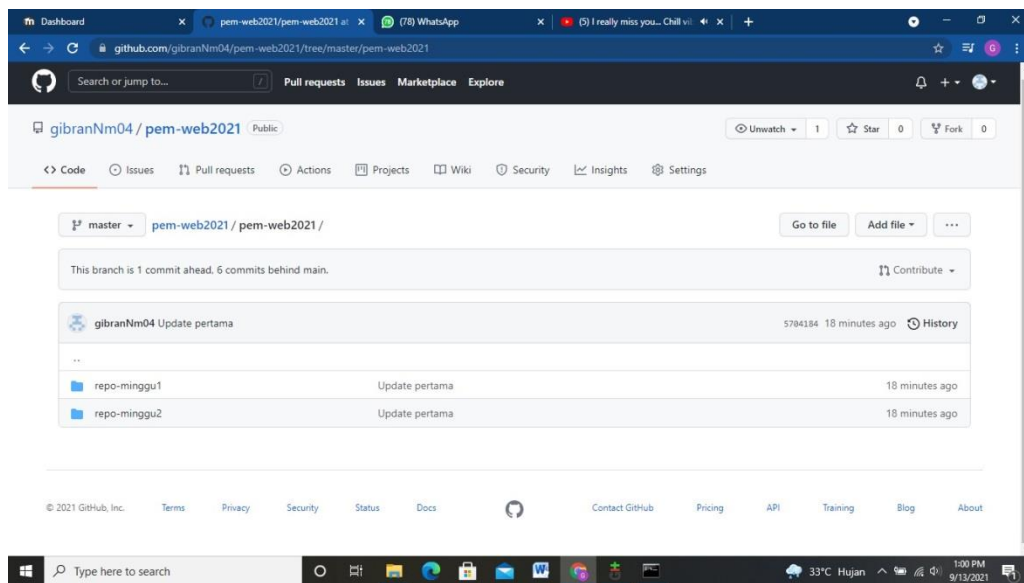 Dashboard
pem-web2021/pem-web2021 at
(78) WhatsApp
(5) I really miss you... Chill vi
github.com/gibranNm04/pem-web2021/tree/master/pem-web2021
G
Search or jump to...
/
Pull requests Issues Marketplace Explore
gibranNm04 / pem-web2021 Public
Unwatch 1 Star 0 Fork 0
<> Code Issues Pull requests Actions Projects Wiki Security Insights Settings
master pem-web2021 / pem-web2021 / Go to file Add file ...
This branch is 1 commit ahead, 6 commits behind main. Contribute
gibranNm04 Update pertama 5704184 18 minutes ago History
..
repo-minggu1 Update pertama 18 minutes ago
repo-minggu2 Update pertama 18 minutes ago
© 2021 GitHub, Inc. Terms Privacy Security Status Docs Contact GitHub Pricing API Training Blog About
Type here to search 33°C Hujan 1:00 PM
9/13/2021